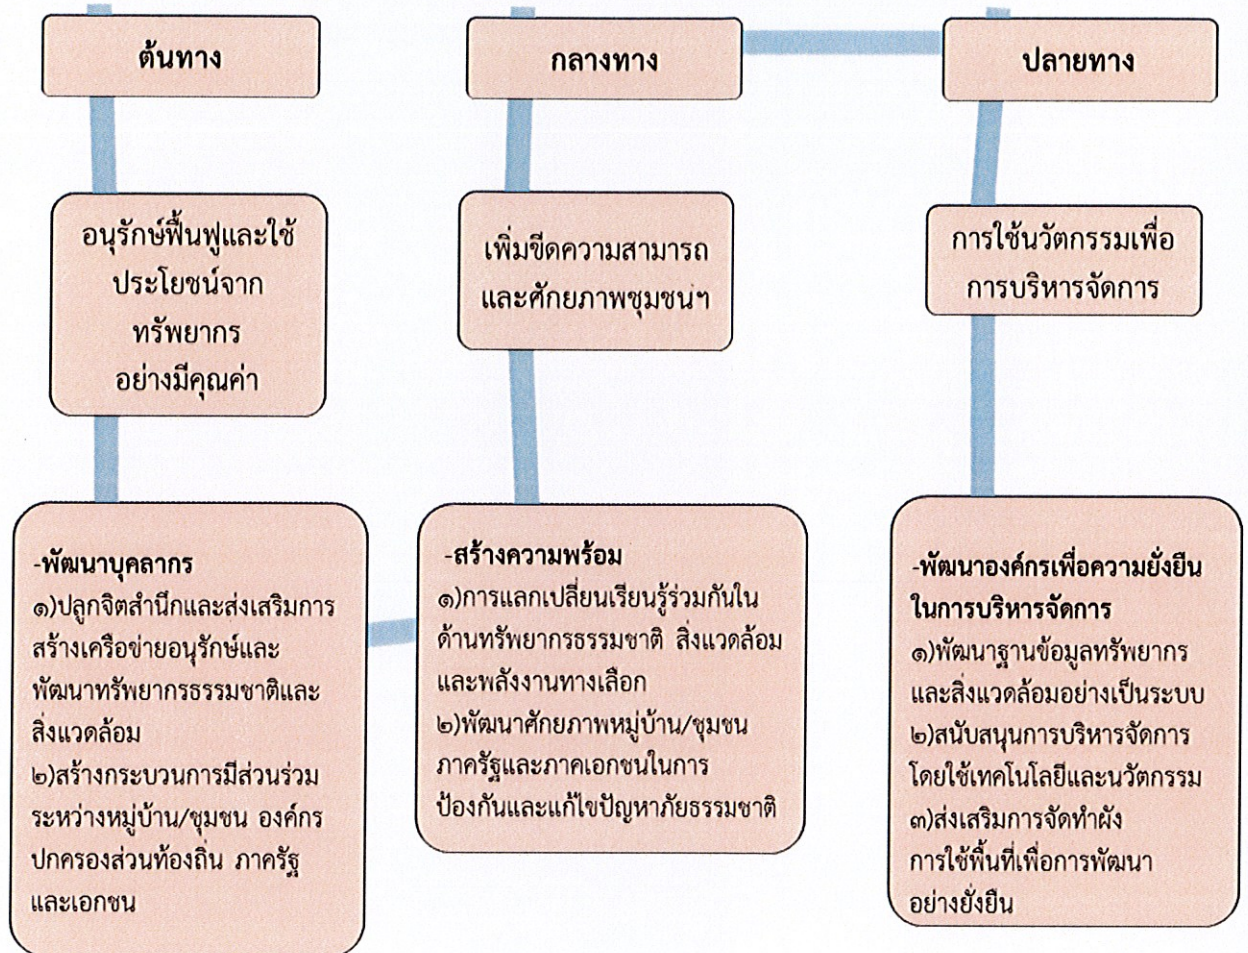 ต้นทาง
กลางทาง
ปลายทาง
อนุรักษ์ฟื้นฟูและใช้
ประโยชน์จาก
ทรัพยากร
อย่างมีคุณค่า
เพิ่มขีดความสามารถ
และศักยภาพชุมชนฯ
การใช้นวัตกรรมเพื่อ
การบริหารจัดการ
-พัฒนาบุคลากร
๑)ปลูกจิตสำนึกและส่งเสริมการ
สร้างเครือข่ายอนุรักษ์และ
พัฒนาทรัพยากรธรรมชาติและ
สิ่งแวดล้อม
๒)สร้างกระบวนการมีส่วนร่วม
ระหว่างหมู่บ้าน/ชุมชน องค์กร
ปกครองส่วนท้องถิ่น ภาครัฐ
และเอกชน
-สร้างความพร้อม
๑)การแลกเปลี่ยนเรียนรู้ร่วมกันใน
ด้านทรัพยากรธรรมชาติ สิ่งแวดล้อม
และพลังงานทางเลือก
๒)พัฒนาศักยภาพหมู่บ้าน/ชุมชน
ภาครัฐและภาคเอกชนในการ
ป้องกันและแก้ไขปัญหาภัยธรรมชาติ
-พัฒนาองค์กรเพื่อความยั่งยืน
ในการบริหารจัดการ
๑)พัฒนาฐานข้อมูลทรัพยากร
และสิ่งแวดล้อมอย่างเป็นระบบ
๒)สนับสนุนการบริหารจัดการ
โดยใช้เทคโนโลยีและนวัตกรรม
๓)ส่งเสริมการจัดทำผัง
การใช้พื้นที่เพื่อการพัฒนา
อย่างยั่งยืน